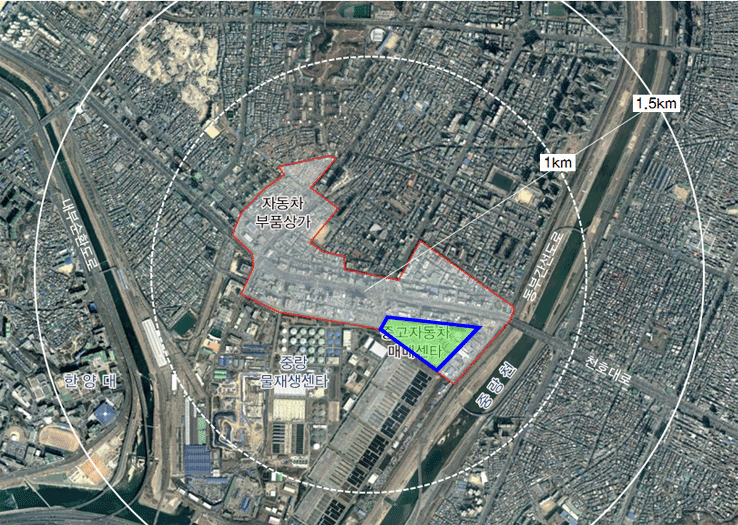 1.5km
1km
자동차
부품상가
내부순환도로
동부간선도로
중고자동차
매매센타
중랑
물재생센타
천호대로
한양대
중랑천